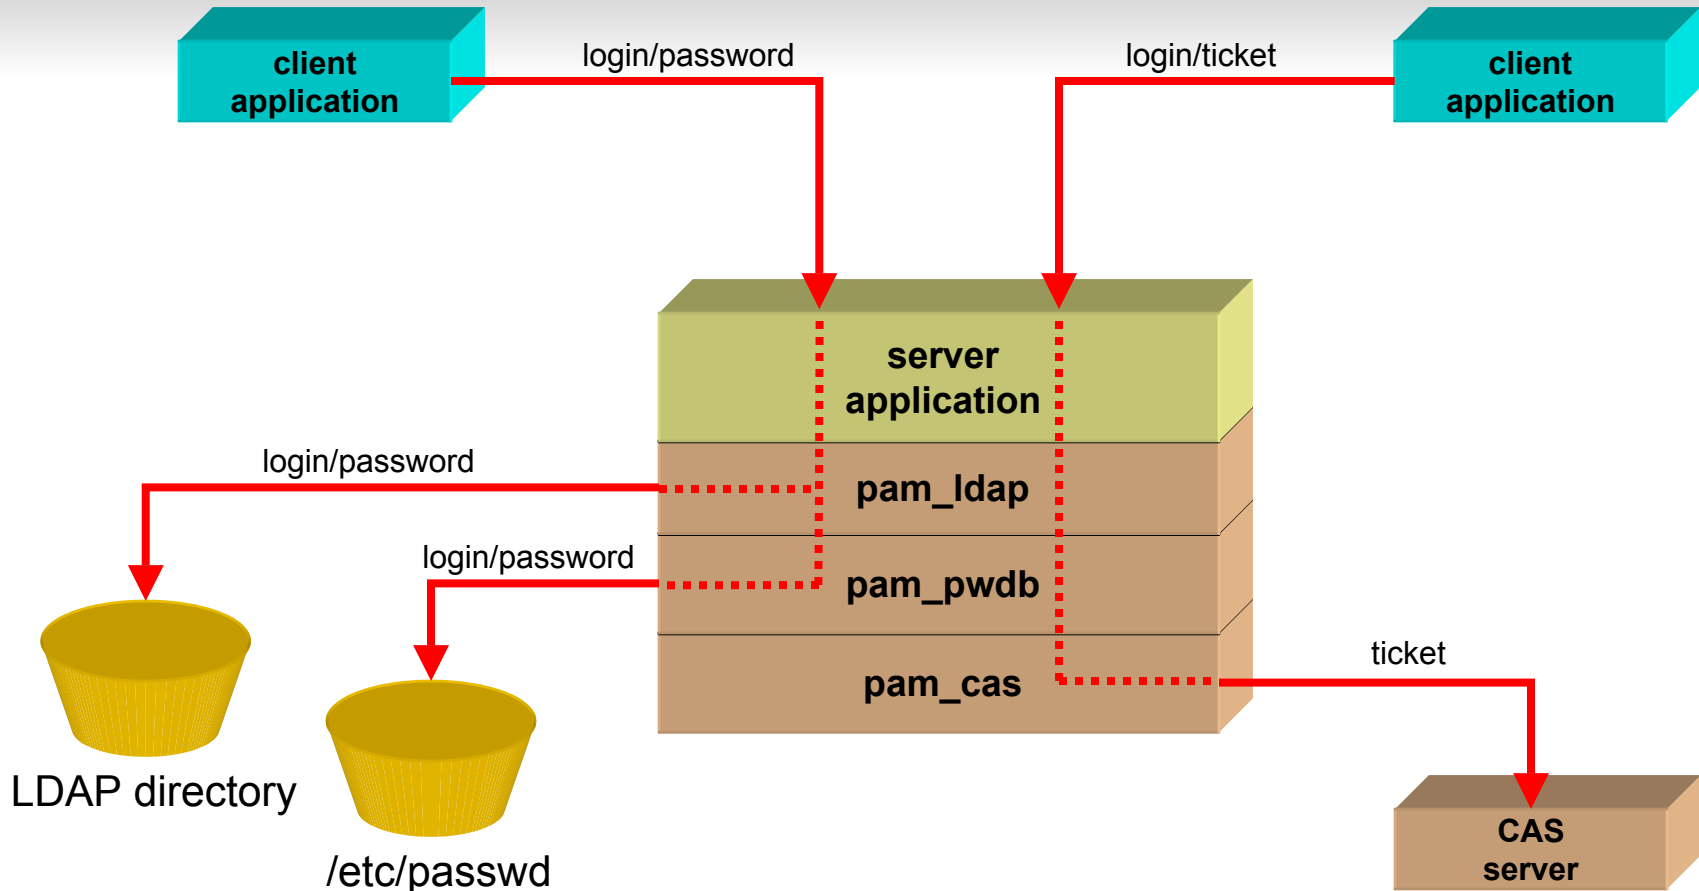 client
application
login/password
login/ticket
client
application
server
application
login/password
pam_ldap
login/password
pam_pwdb
pam_cas
ticket
LDAP directory
/etc/passwd
CAS
server